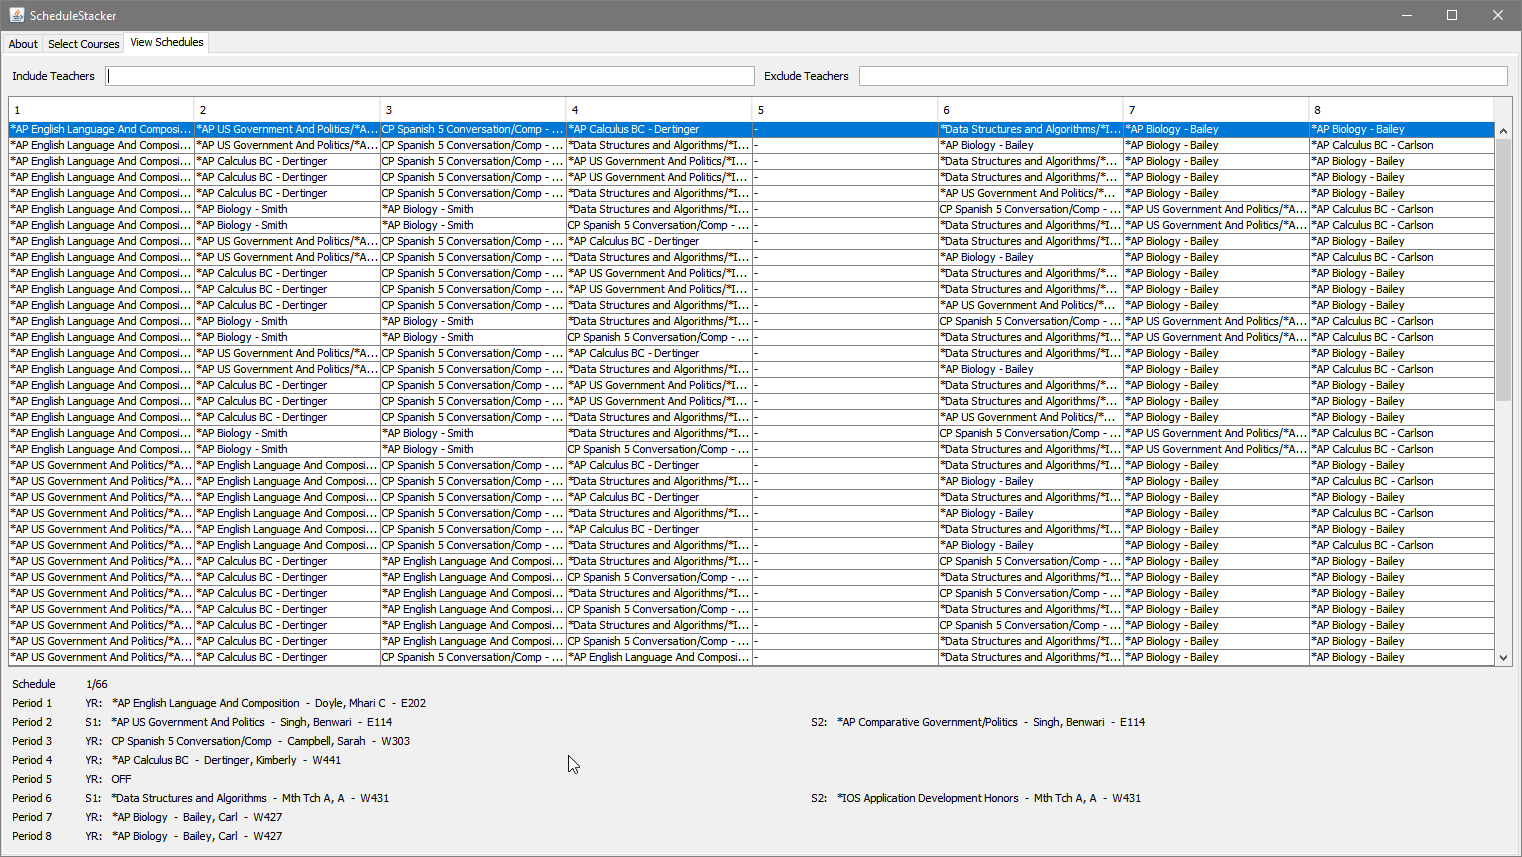 ScheduleStacker
About Select Courses View Schedules
Include Teachers Exclude Teachers
1 2 3 4 5 6 7 8
*AP English Language And Composi... *AP US Government And Politics/*A... CP Spanish 5 Conversation/Comp - ... *AP Calculus BC - Dertinger - *Data Structures and Algorithms/*I... *AP Biology - Bailey *AP Biology - Bailey
*AP English Language And Composi... *AP US Government And Politics/*A... CP Spanish 5 Conversation/Comp - ... *Data Structures and Algorithms/*I... - *AP Biology - Bailey *AP Biology - Bailey *AP Calculus BC - Carlson
*AP English Language And Composi... *AP Calculus BC - Dertinger CP Spanish 5 Conversation/Comp - ... *AP US Government And Politics/*I... - *Data Structures and Algorithms/*... *AP Biology - Bailey *AP Biology - Bailey
*AP English Language And Composi... *AP Calculus BC - Dertinger CP Spanish 5 Conversation/Comp - ... *AP US Government And Politics/*I... - *Data Structures and Algorithms/*... *AP Biology - Bailey *AP Biology - Bailey
*AP English Language And Composi... *AP Calculus BC - Dertinger CP Spanish 5 Conversation/Comp - ... *Data Structures and Algorithms/*I... - *AP US Government And Politics/*... *AP Biology - Bailey *AP Biology - Bailey
*AP English Language And Composi... *AP Biology - Smith *AP Biology - Smith *Data Structures and Algorithms/*I... - CP Spanish 5 Conversation/Comp - ... *AP US Government And Politics/*A... *AP Calculus BC - Carlson
*AP English Language And Composi... *AP Biology - Smith *AP Biology - Smith CP Spanish 5 Conversation/Comp - ... - *Data Structures and Algorithms/*I... *AP US Government And Politics/*A... *AP Calculus BC - Carlson
*AP English Language And Composi... *AP US Government And Politics/*A... CP Spanish 5 Conversation/Comp - ... *AP Calculus BC - Dertinger - *Data Structures and Algorithms/*I... *AP Biology - Bailey *AP Biology - Bailey
*AP English Language And Composi... *AP US Government And Politics/*A... CP Spanish 5 Conversation/Comp - ... *Data Structures and Algorithms/*I... - *AP Biology - Bailey *AP Biology - Bailey *AP Calculus BC - Carlson
*AP English Language And Composi... *AP Calculus BC - Dertinger CP Spanish 5 Conversation/Comp - ... *AP US Government And Politics/*I... - *Data Structures and Algorithms/*... *AP Biology - Bailey *AP Biology - Bailey
*AP English Language And Composi... *AP Calculus BC - Dertinger CP Spanish 5 Conversation/Comp - ... *AP US Government And Politics/*I... - *Data Structures and Algorithms/*... *AP Biology - Bailey *AP Biology - Bailey
*AP English Language And Composi... *AP Calculus BC - Dertinger CP Spanish 5 Conversation/Comp - ... *Data Structures and Algorithms/*I... - *AP US Government And Politics/*... *AP Biology - Bailey *AP Biology - Bailey
*AP English Language And Composi... *AP Biology - Smith *AP Biology - Smith *Data Structures and Algorithms/*I... - CP Spanish 5 Conversation/Comp - ... *AP US Government And Politics/*A... *AP Calculus BC - Carlson
*AP English Language And Composi... *AP Biology - Smith *AP Biology - Smith CP Spanish 5 Conversation/Comp - ... - *Data Structures and Algorithms/*I... *AP US Government And Politics/*A... *AP Calculus BC - Carlson
*AP English Language And Composi... *AP US Government And Politics/*A... CP Spanish 5 Conversation/Comp - ... *AP Calculus BC - Dertinger - *Data Structures and Algorithms/*I... *AP Biology - Bailey *AP Biology - Bailey
*AP English Language And Composi... *AP US Government And Politics/*A... CP Spanish 5 Conversation/Comp - ... *Data Structures and Algorithms/*I... - *AP Biology - Bailey *AP Biology - Bailey *AP Calculus BC - Carlson
*AP English Language And Composi... *AP Calculus BC - Dertinger CP Spanish 5 Conversation/Comp - ... *AP US Government And Politics/*I... - *Data Structures and Algorithms/*... *AP Biology - Bailey *AP Biology - Bailey
*AP English Language And Composi... *AP Calculus BC - Dertinger CP Spanish 5 Conversation/Comp - ... *AP US Government And Politics/*I... - *Data Structures and Algorithms/*... *AP Biology - Bailey *AP Biology - Bailey
*AP English Language And Composi... *AP Calculus BC - Dertinger CP Spanish 5 Conversation/Comp - ... *Data Structures and Algorithms/*I... - *AP US Government And Politics/*... *AP Biology - Bailey *AP Biology - Bailey
*AP English Language And Composi... *AP Biology - Smith *AP Biology - Smith *Data Structures and Algorithms/*I... - CP Spanish 5 Conversation/Comp - ... *AP US Government And Politics/*A... *AP Calculus BC - Carlson
*AP English Language And Composi... *AP Biology - Smith *AP Biology - Smith CP Spanish 5 Conversation/Comp - ... - *Data Structures and Algorithms/*I... *AP US Government And Politics/*A... *AP Calculus BC - Carlson
*AP US Government And Politics/*A... *AP English Language And Composi... CP Spanish 5 Conversation/Comp - ... *AP Calculus BC - Dertinger - *Data Structures and Algorithms/*I... *AP Biology - Bailey *AP Biology - Bailey
*AP US Government And Politics/*A... *AP English Language And Composi... CP Spanish 5 Conversation/Comp - ... *Data Structures and Algorithms/*I... - *AP Biology - Bailey *AP Biology - Bailey *AP Calculus BC - Carlson
*AP US Government And Politics/*A... *AP English Language And Composi... CP Spanish 5 Conversation/Comp - ... *AP Calculus BC - Dertinger - *Data Structures and Algorithms/*I... *AP Biology - Bailey *AP Biology - Bailey
*AP US Government And Politics/*A... *AP English Language And Composi... CP Spanish 5 Conversation/Comp - ... *Data Structures and Algorithms/*I... - *AP Biology - Bailey *AP Biology - Bailey *AP Calculus BC - Carlson
*AP US Government And Politics/*A... *AP English Language And Composi... CP Spanish 5 Conversation/Comp - ... *AP Calculus BC - Dertinger - *Data Structures and Algorithms/*I... *AP Biology - Bailey *AP Biology - Bailey
*AP US Government And Politics/*A... *AP English Language And Composi... CP Spanish 5 Conversation/Comp - ... *Data Structures and Algorithms/*I... - *AP Biology - Bailey *AP Biology - Bailey *AP Calculus BC - Carlson
*AP US Government And Politics/*A... *AP Calculus BC - Dertinger *AP English Language And Composi... *Data Structures and Algorithms/*I... - CP Spanish 5 Conversation/Comp - ... *AP Biology - Bailey *AP Biology - Bailey
*AP US Government And Politics/*A... *AP Calculus BC - Dertinger *AP English Language And Composi... CP Spanish 5 Conversation/Comp - ... - *Data Structures and Algorithms/*I... *AP Biology - Bailey *AP Biology - Bailey
*AP US Government And Politics/*A... *AP Calculus BC - Dertinger *AP English Language And Composi... *Data Structures and Algorithms/*I... - CP Spanish 5 Conversation/Comp - ... *AP Biology - Bailey *AP Biology - Bailey
*AP US Government And Politics/*A... *AP Calculus BC - Dertinger *AP English Language And Composi... CP Spanish 5 Conversation/Comp - ... - *Data Structures and Algorithms/*I... *AP Biology - Bailey *AP Biology - Bailey
*AP US Government And Politics/*A... *AP Calculus BC - Dertinger *AP English Language And Composi... *Data Structures and Algorithms/*I... - CP Spanish 5 Conversation/Comp - ... *AP Biology - Bailey *AP Biology - Bailey
*AP US Government And Politics/*A... *AP Calculus BC - Dertinger *AP English Language And Composi... CP Spanish 5 Conversation/Comp - ... - *Data Structures and Algorithms/*I... *AP Biology - Bailey *AP Biology - Bailey
*AP US Government And Politics/*A... *AP Calculus BC - Dertinger CP Spanish 5 Conversation/Comp - ... *AP English Language And Composi... - *Data Structures and Algorithms/*I... *AP Biology - Bailey *AP Biology - Bailey
Schedule 1/66
Period 1 YR: *AP English Language And Composition - Doyle, Mhari C - E202
Period 2 S1: *AP US Government And Politics - Singh, Benwari - E114 S2: *AP Comparative Government/Politics - Singh, Benwari - E114
Period 3 YR: CP Spanish 5 Conversation/Comp - Campbell, Sarah - W303
Period 4 YR: *AP Calculus BC - Dertinger, Kimberly - W441
Period 5 YR: OFF
Period 6 S1: *Data Structures and Algorithms - Mth Tch A, A - W431 S2: *IOS Application Development Honors - Mth Tch A, A - W431
Period 7 YR: *AP Biology - Bailey, Carl - W427
Period 8 YR: *AP Biology - Bailey, Carl - W427